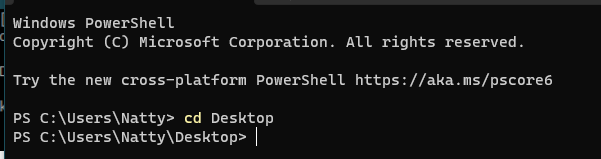 Windows PowerShell
Copyright (C) Microsoft Corporation. All rights reserved.
Try the new cross-platform PowerShell https://aka.ms/pscore6
PS C:\Users\Natty> cd Desktop
PS C:\Users\Natty\Desktop>